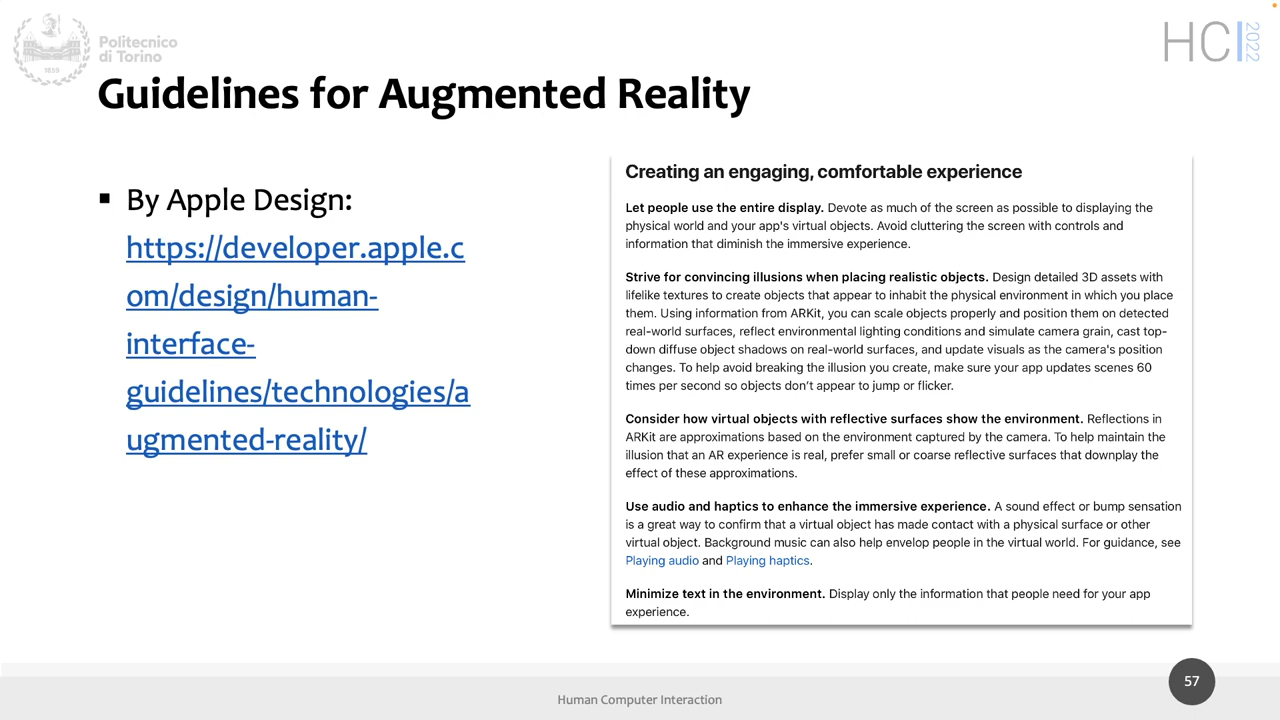 Politecnico
di Torino
1859
HCI
2022
Guidelines for Augmented Reality
▪ By Apple Design:
https://developer.apple.c
om/design/human-
interface-
guidelines/technologies/a
ugmented-reality/
Creating an engaging, comfortable experience
Let people use the entire display. Devote as much of the screen as possible to displaying the
physical world and your app's virtual objects. Avoid cluttering the screen with controls and
information that diminish the immersive experience.
Strive for convincing illusions when placing realistic objects. Design detailed 3D assets with
lifelike textures to create objects that appear to inhabit the physical environment in which you place
them. Using information from ARKit, you can scale objects properly and position them on detected
real-world surfaces, reflect environmental lighting conditions and simulate camera grain, cast top-
down diffuse object shadows on real-world surfaces, and update visuals as the camera's position
changes. To help avoid breaking the illusion you create, make sure your app updates scenes 60
times per second so objects don’t appear to jump or flicker.
Consider how virtual objects with reflective surfaces show the environment. Reflections in
ARKit are approximations based on the environment captured by the camera. To help maintain the
illusion that an AR experience is real, prefer small or coarse reflective surfaces that downplay the
effect of these approximations.
Use audio and haptics to enhance the immersive experience. A sound effect or bump sensation
is a great way to confirm that a virtual object has made contact with a physical surface or other
virtual object. Background music can also help envelop people in the virtual world. For guidance, see
Playing audio and Playing haptics.
Minimize text in the environment. Display only the information that people need for your app
experience.
Human Computer Interaction
57